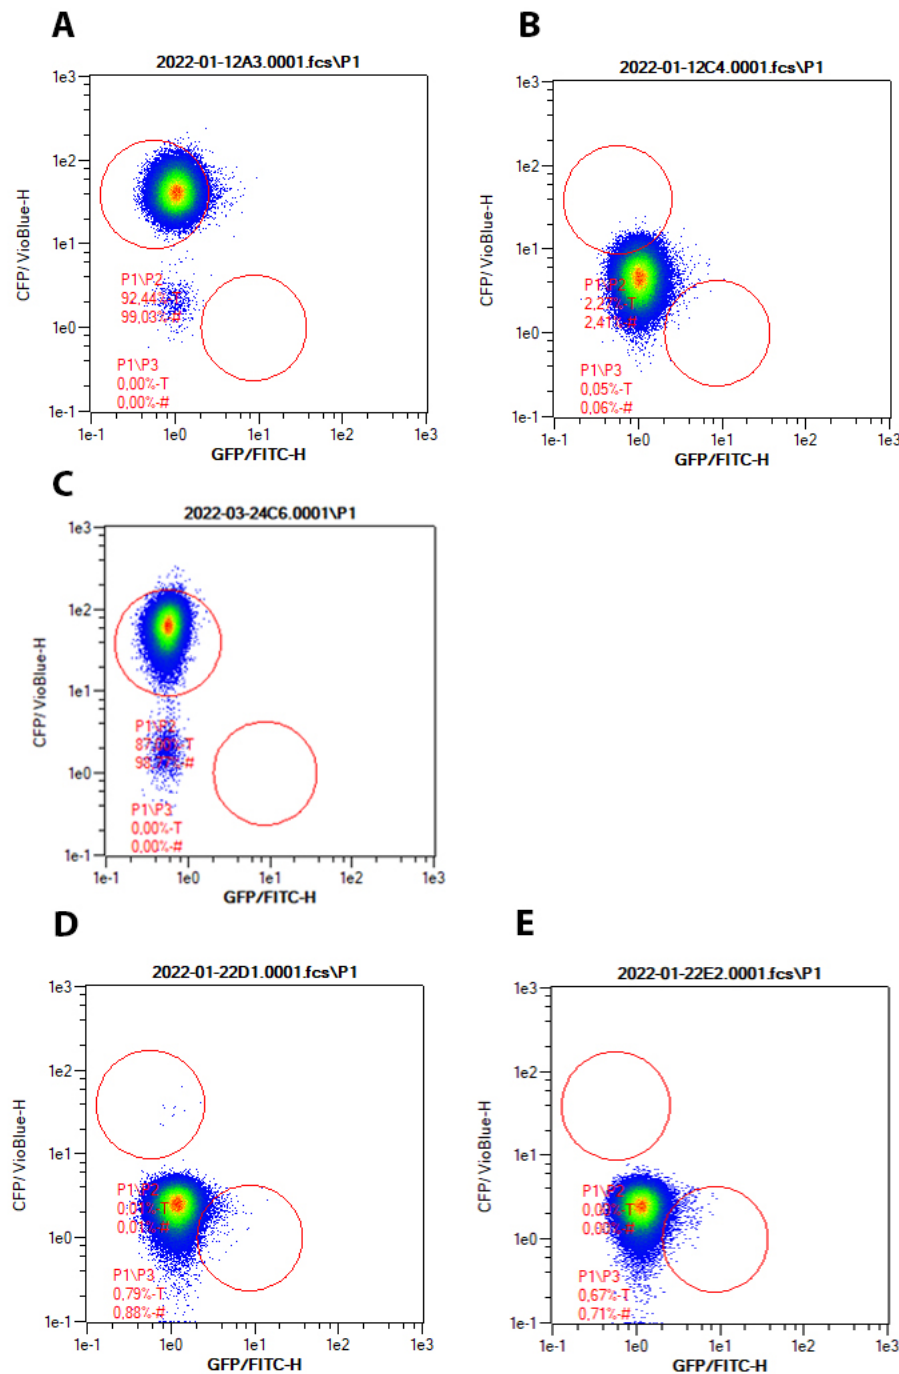 A
2022-01-12A3.0001.fcs\P1
1e3
1e2
1e1
1e0
1e-1
CFP/ VioBlue-H
P1\P2
92,44%-T
99,03%-#
P1\P3
0,00%-T
0,00%-#
1e-1 1e0 1e1 1e2 1e3
GFP/FITC-H
B
2022-01-12C4.0001.fcs\P1
1e3
1e2
1e1
1e0
1e-1
CFP/ VioBlue-H
P1\P2
2,41%-#
P1\P3
0,05%-T
0,06%-#
1e-1 1e0 1e1 1e2 1e3
GFP/FITC-H
C
2022-03-24C6.0001\P1
1e3
1e2
1e1
1e0
1e-1
CFP/ VioBlue-H
P1\P2
P1\P3
0,00%-T
0,00%-#
1e-1 1e0 1e1 1e2 1e3
GFP/FITC-H
D
2022-01-22D1.0001.fcs\P1
1e3
1e2
1e1
1e0
1e-1
CFP/ VioBlue-H
P1\P2
P1\P3
0,79%-T
0,88%-#
1e-1 1e0 1e1 1e2 1e3
GFP/FITC-H
E
2022-01-22E2.0001.fcs\P1
1e3
1e2
1e1
1e0
1e-1
CFP/ VioBlue-H
P1\P2
P1\P3
0,67%-T
0,71%-#
1e-1 1e0 1e1 1e2 1e3
GFP/FITC-H